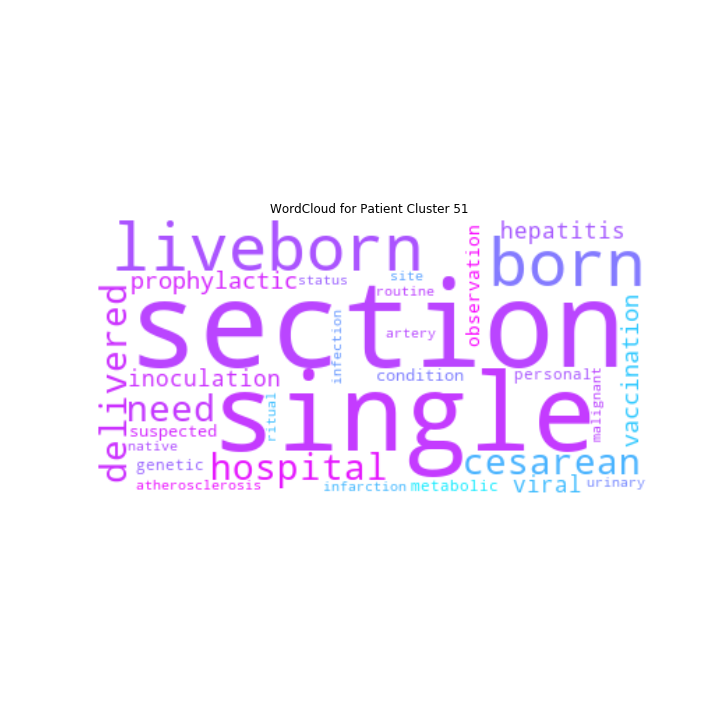 WordCloud for Patient Cluster 51
liveborn
hepatitis
born
observation
prophylactic
status
site
routine
section
delivered
artery
infection
vaccination
inoculation
condition
personal
malignant
single
need
ritual
suspected
native
cesarean
genetic
hospital
atherosclerosis
infarction
metabolic
viral
urinary